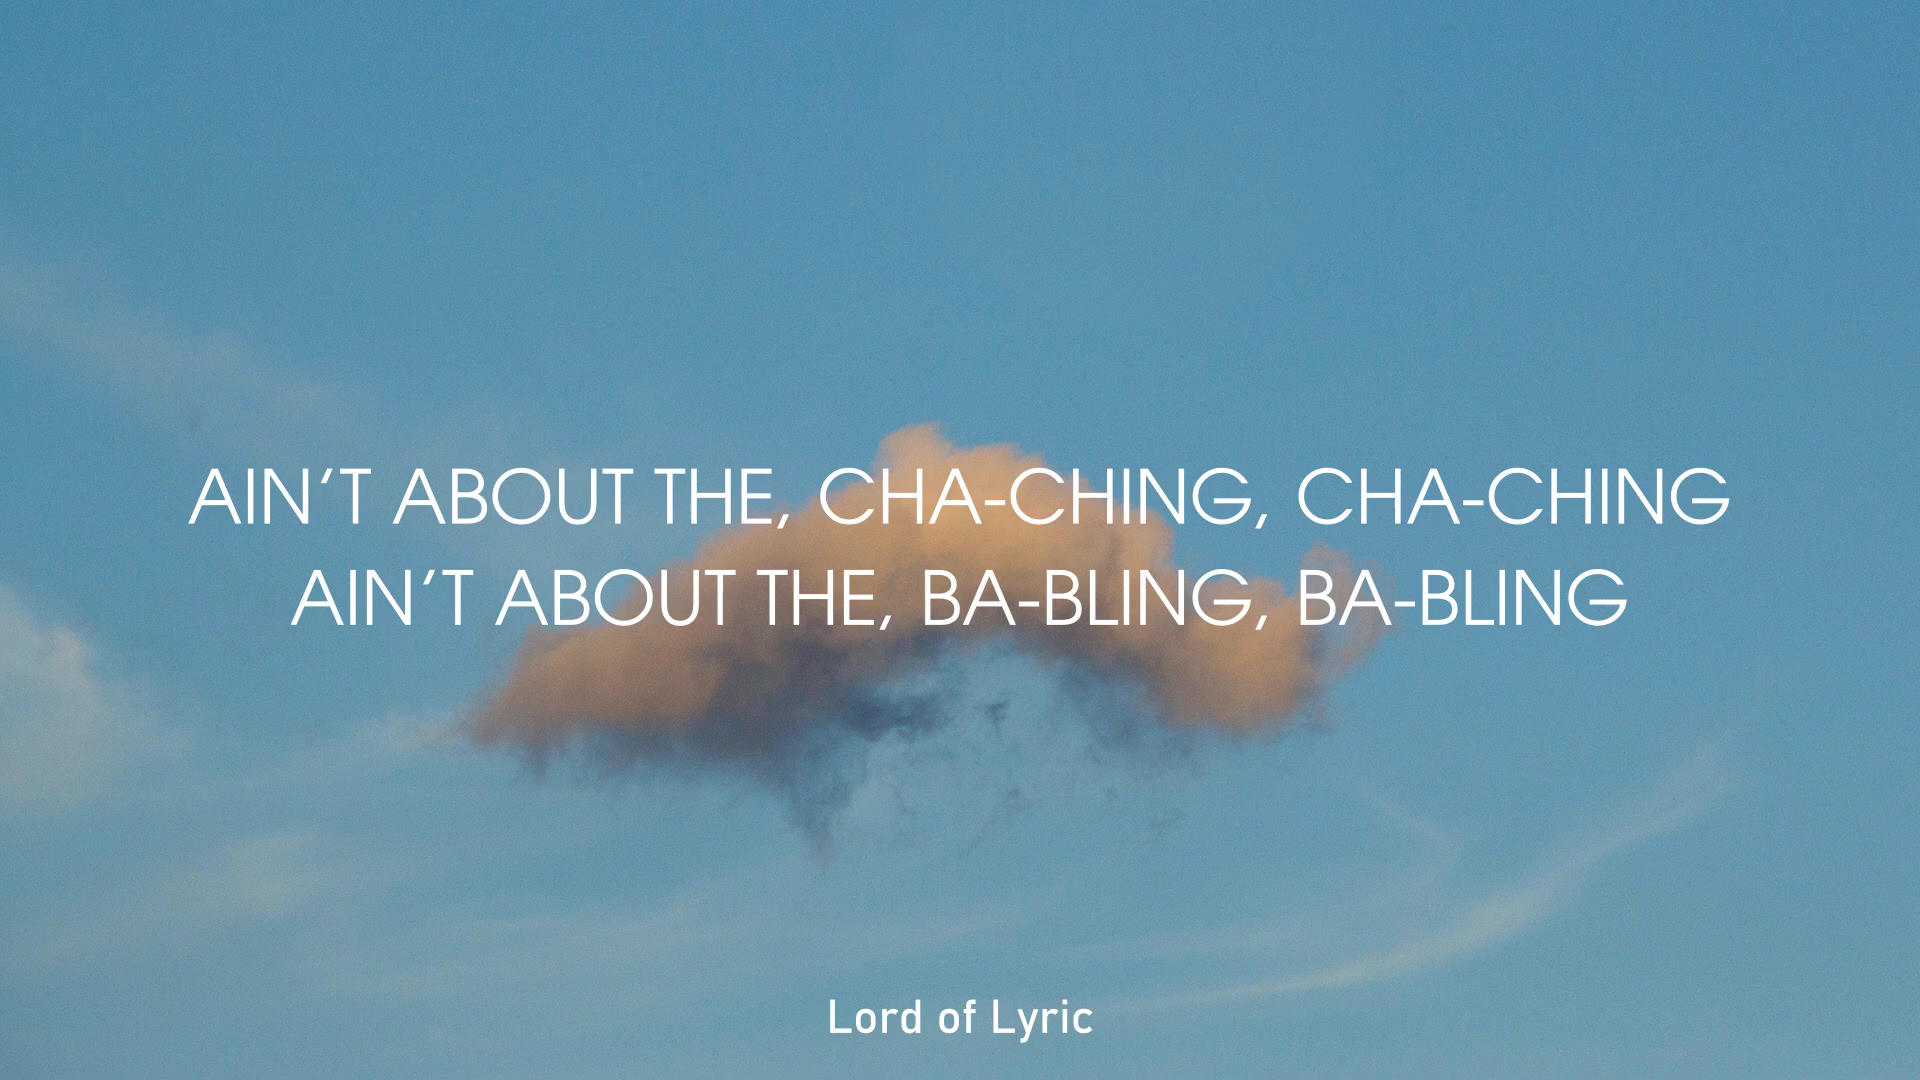 AIN’T ABOUT THE, CHA-CHING, CHA-CHING
AIN’T ABOUT THE, BA-BLING, BA-BLING
Lord of Lyric